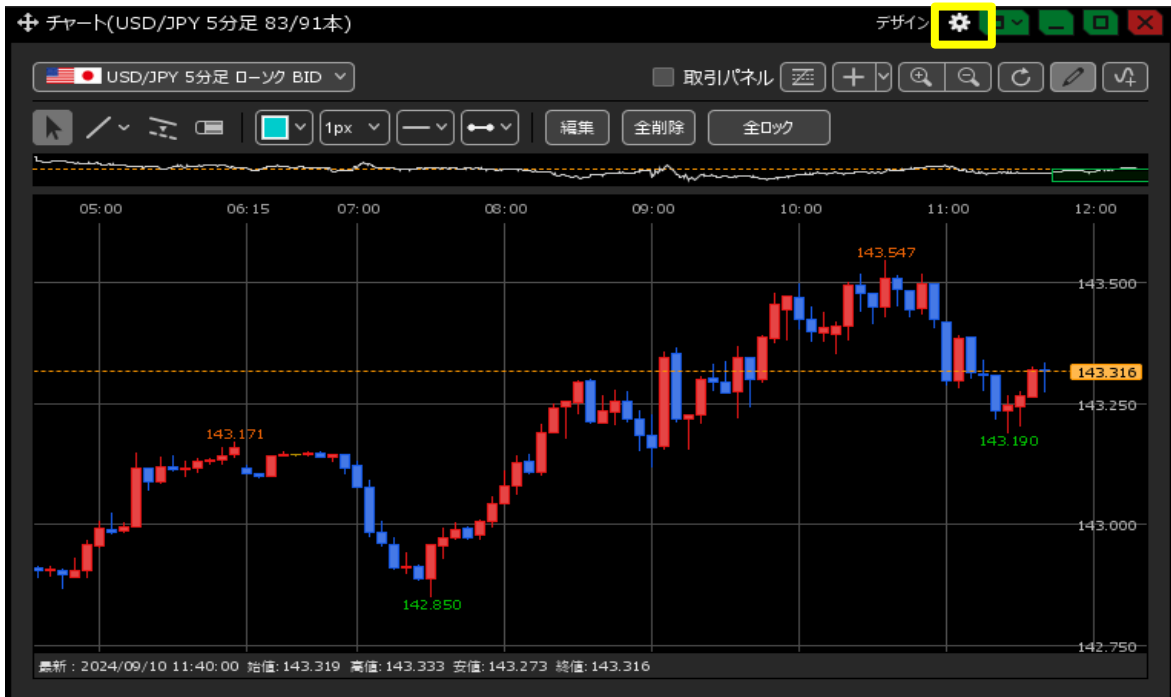 チャート(USD/JPY 5分足 83/91本)
デザイン
USD/JPY 5分足 ローソク BID
取引パネル
1px
編集
全削除
全ロック
05:00 06:15 07:00 08:00 09:00 10:00 11:00 12:00
143.547
143.500
143.316
143.250
143.171
143.190
143.000
142.850
142.750
最新：2024/09/10 11:40:00 始値:143.319 高値:143.333 安値:143.273 終値:143.316